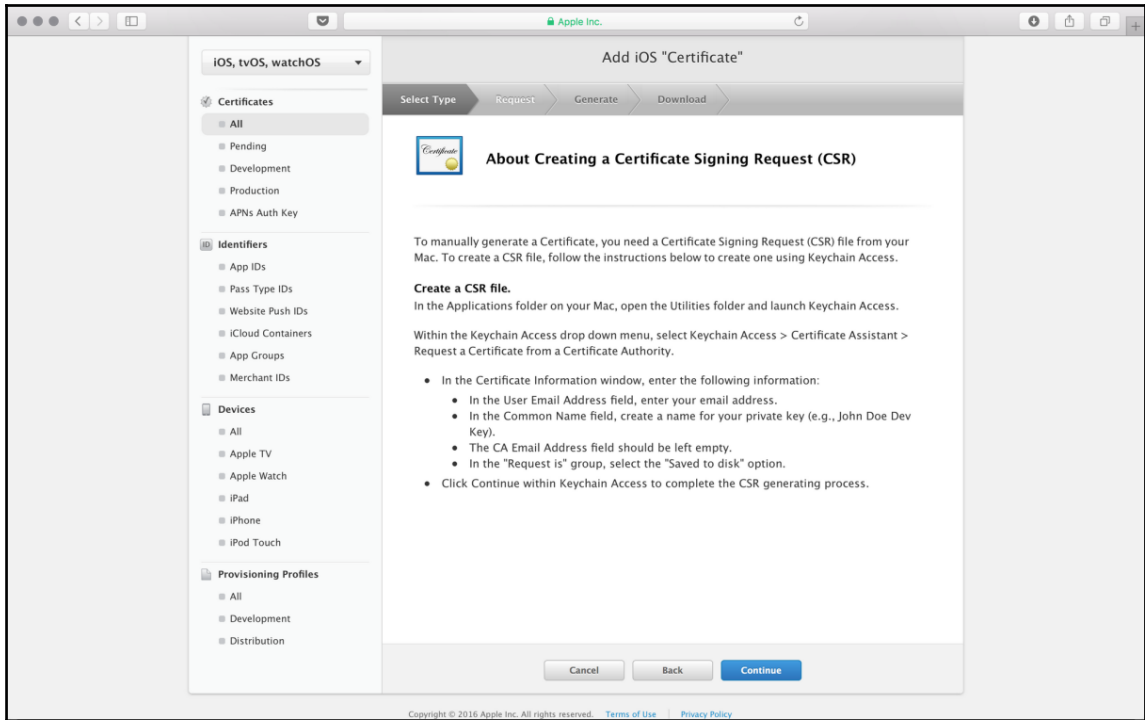 Apple Inc.
iOS, tvOS, watchOS
Certificates
All
Pending
Development
Production
APNs Auth Key
ID Identifiers
App IDs
Pass Type IDs
Website Push IDs
iCloud Containers
App Groups
Merchant IDs
Devices
All
Apple TV
Apple Watch
iPad
iPhone
iPod Touch
Provisioning Profiles
All
Development
Distribution
Add iOS "Certificate"
Select Type Request Generate Download
Certificate
About Creating a Certificate Signing Request (CSR)
To manually generate a Certificate, you need a Certificate Signing Request (CSR) file from your
Mac. To create a CSR file, follow the instructions below to create one using Keychain Access.
Create a CSR file.
In the Applications folder on your Mac, open the Utilities folder and launch Keychain Access.
Within the Keychain Access drop down menu, select Keychain Access > Certificate Assistant >
Request a Certificate from a Certificate Authority.
• In the Certificate Information window, enter the following information:
• In the User Email Address field, enter your email address.
• In the Common Name field, create a name for your private key (e.g., John Doe Dev
Key).
• The CA Email Address field should be left empty.
• In the "Request is" group, select the "Saved to disk" option.
• Click Continue within Keychain Access to complete the CSR generating process.
Cancel Back Continue
Copyright © 2016 Apple Inc. All rights reserved. Terms of Use | Privacy Policy